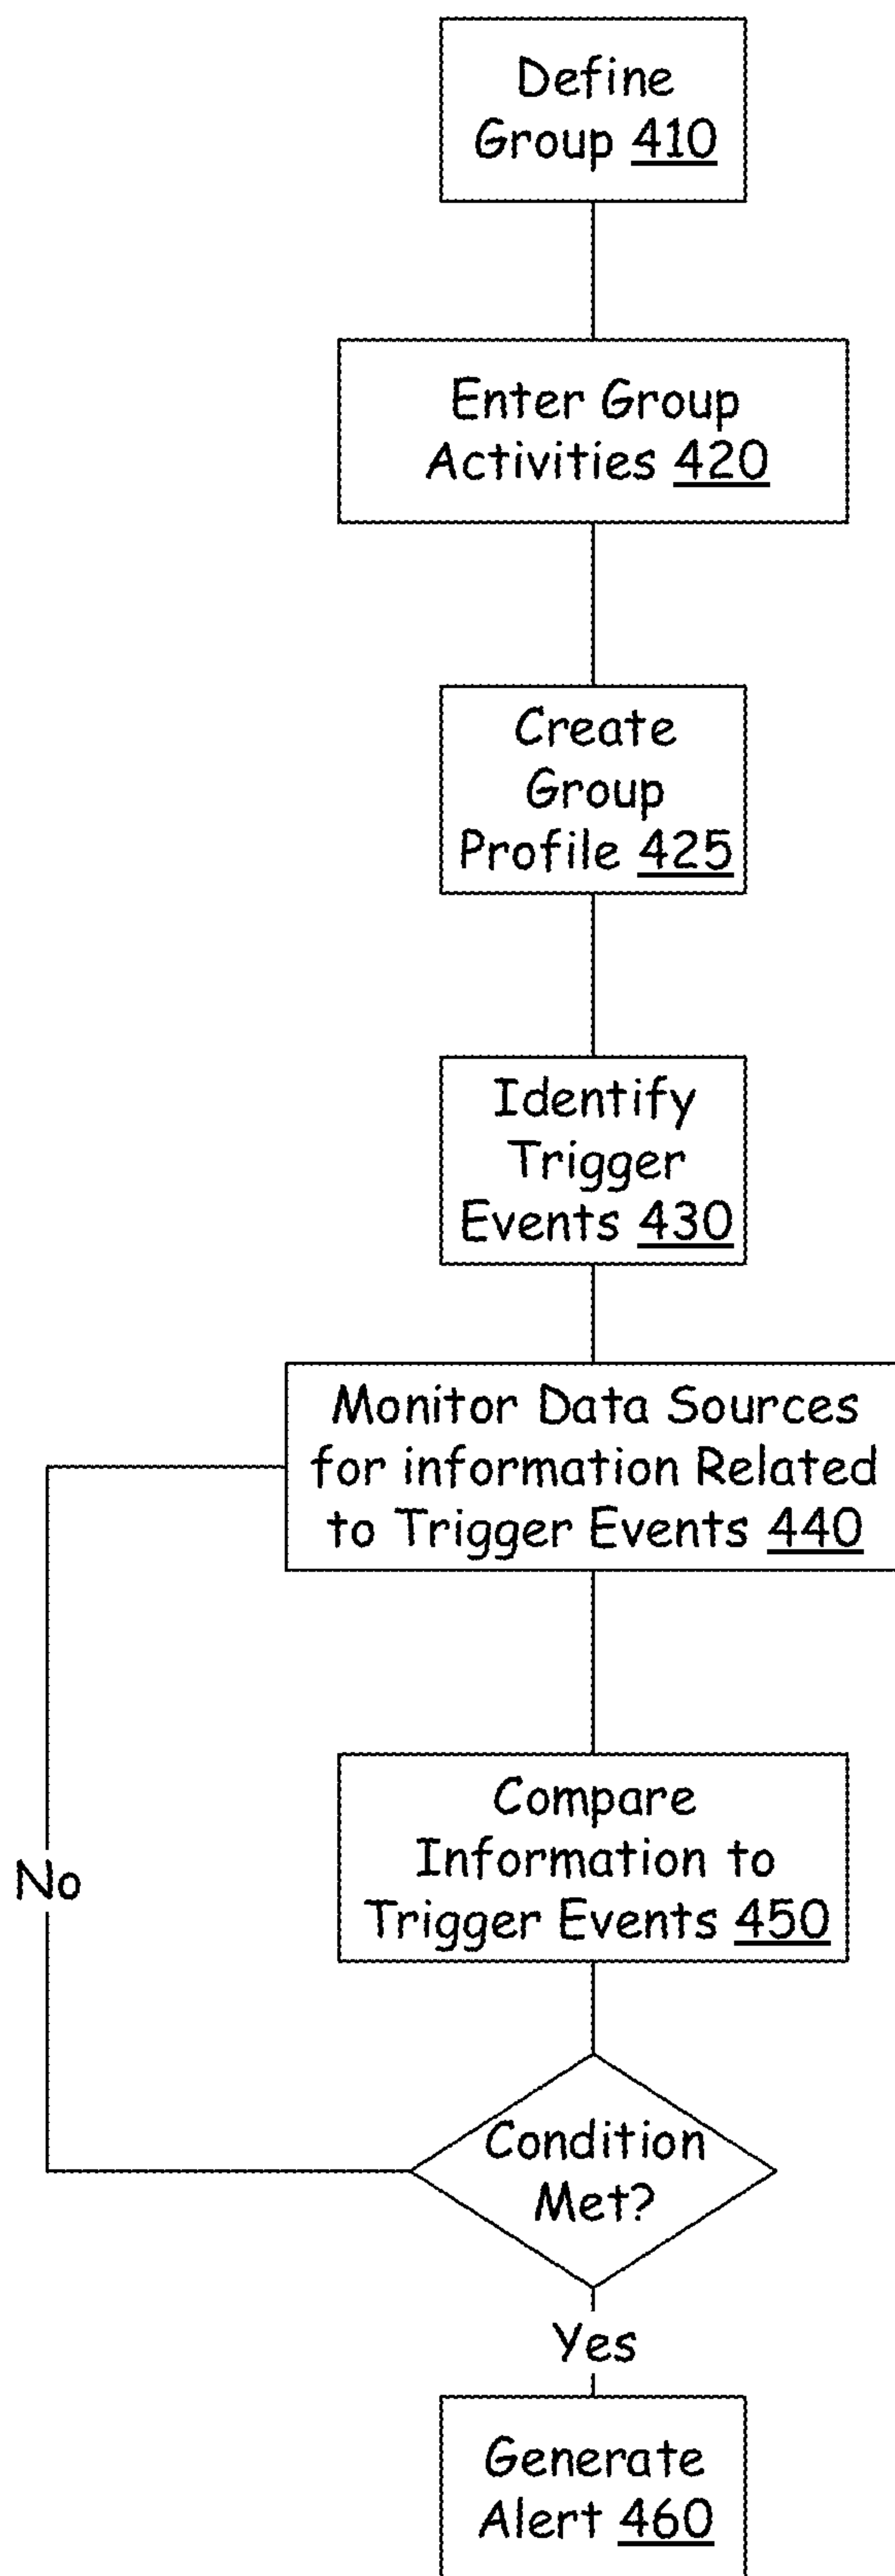 Define
Group 410
Enter Group
Activities 420
Create
Group
Profile 425
Identify
Trigger
Events 430
Monitor Data Sources
for information Related
to Trigger Events 440
Compare
Information to
Trigger Events 450
No
Condition
Met?
Yes
Generate
Alert 460